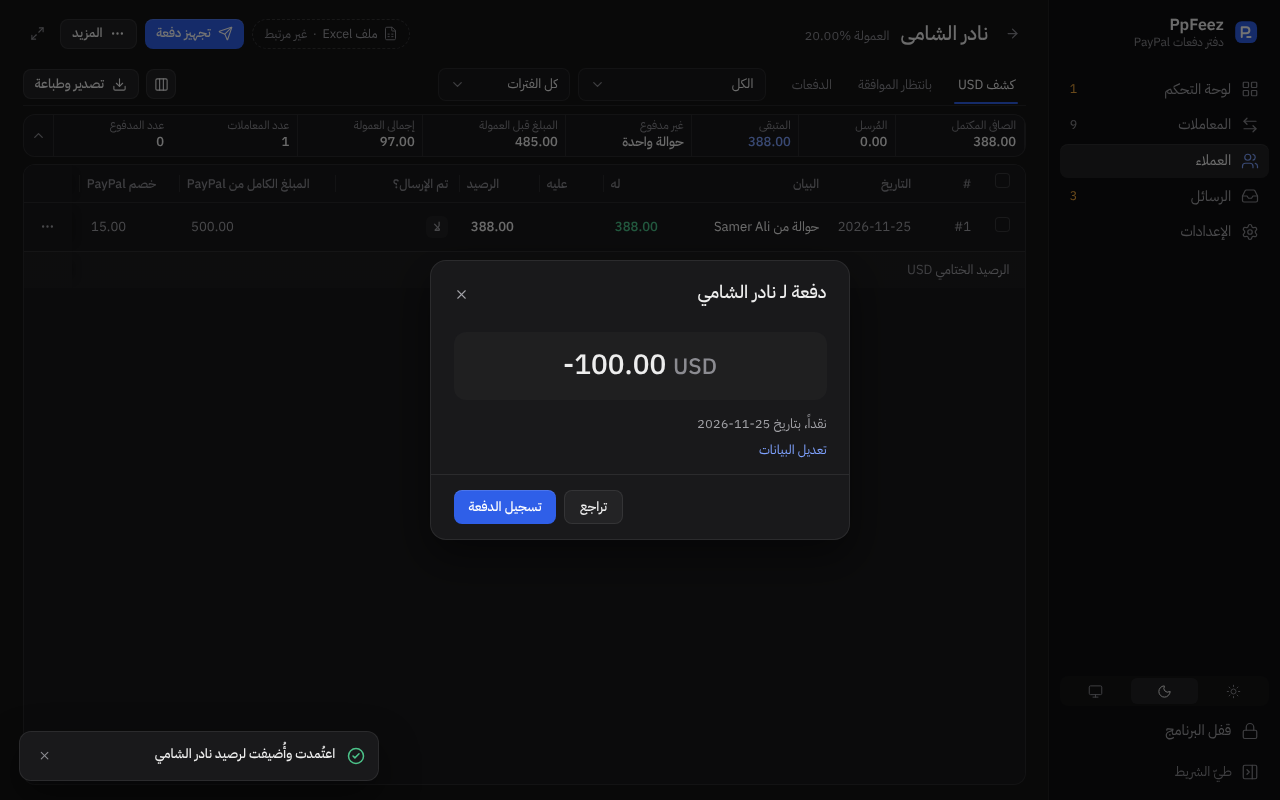 PpFeez
دفتر دفعات PayPal
لوحة التحكم 1
المعاملات 9
العملاء
الرسائل 3
الإعدادات
قفل البرنامج
طيّ الشريط
نادر الشامي العمولة %20.00
ملف Excel · غير مرتبط
تجهيز دفعة
المزيد
كشف USD
بانتظار الموافقة
الدفعات
الكل
كل الفترات
تصدير وطباعة
الصافي المكتمل 388.00
المُرسل 0.00
المتبقي 388.00
غير مدفوع حوالة واحدة
المبلغ قبل العمولة 485.00
إجمالي العمولة 97.00
عدد المعاملات 1
عدد المدفوع 0
# التاريخ البيان له عليه الرصيد تم الإرسال؟ المبلغ الكامل من PayPal خصم PayPal
#1 2026-11-25 حوالة من Samer Ali 388.00 388.00 لا 500.00 15.00
الرصيد الختامي USD
دفعة لـ نادر الشامي
-100.00 USD
نقداً، بتاريخ 2026-11-25
تعديل البيانات
تراجع
تسجيل الدفعة
اعتُمدت وأُضيفت لرصيد نادر الشامي